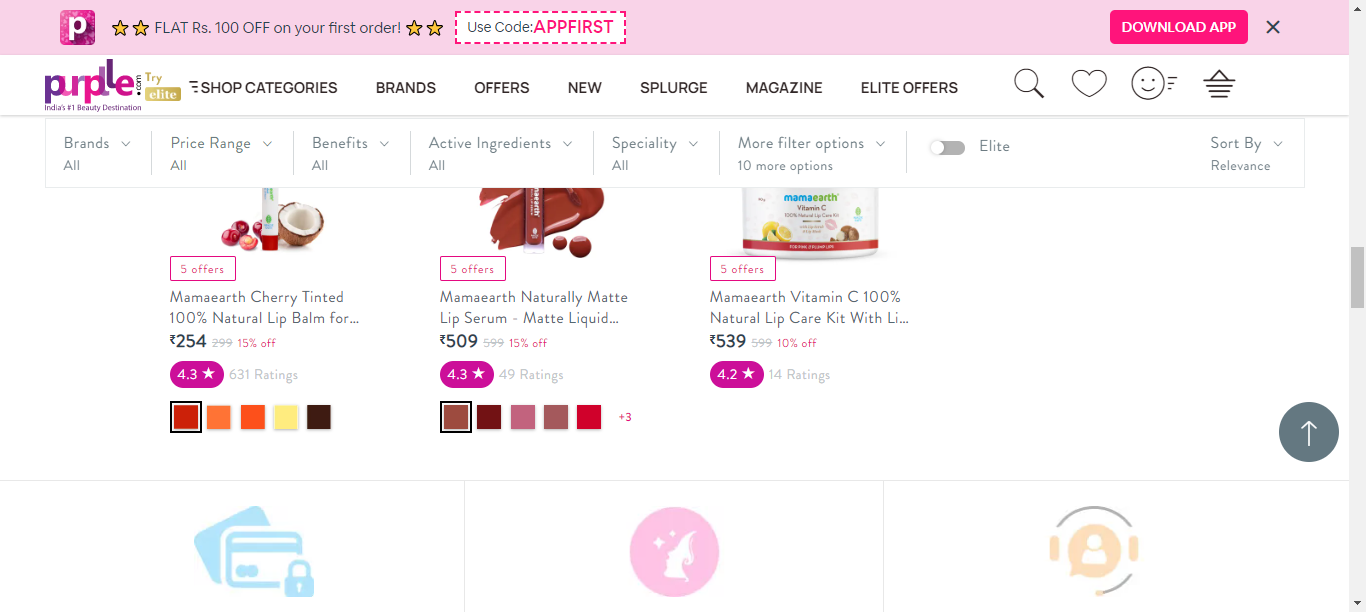 FLAT Rs. 100 OFF on your first order!
Use Code:APPFIRST
DOWNLOAD APP
purplle.com
India's #1 Beauty Destination
Try
elite
SHOP CATEGORIES
BRANDS
OFFERS
NEW
SPLURGE
MAGAZINE
ELITE OFFERS
Brands
All
Price Range
All
Benefits
All
Active Ingredients
All
Speciality
All
More filter options
10 more options
Elite
Sort By
Relevance
mamaearth
mamaearth
Vitamin C
100% Natural Lip Care Kit
FOR PINK & PLUMP LIPS
5 offers
Mamaearth Cherry Tinted
100% Natural Lip Balm for...
₹254 299 15% off
4.3 ★ 631 Ratings
5 offers
Mamaearth Naturally Matte
Lip Serum - Matte Liquid...
₹509 599 15% off
4.3 ★ 49 Ratings
+3
5 offers
Mamaearth Vitamin C 100%
Natural Lip Care Kit With Li...
₹539 599 10% off
4.2 ★ 14 Ratings